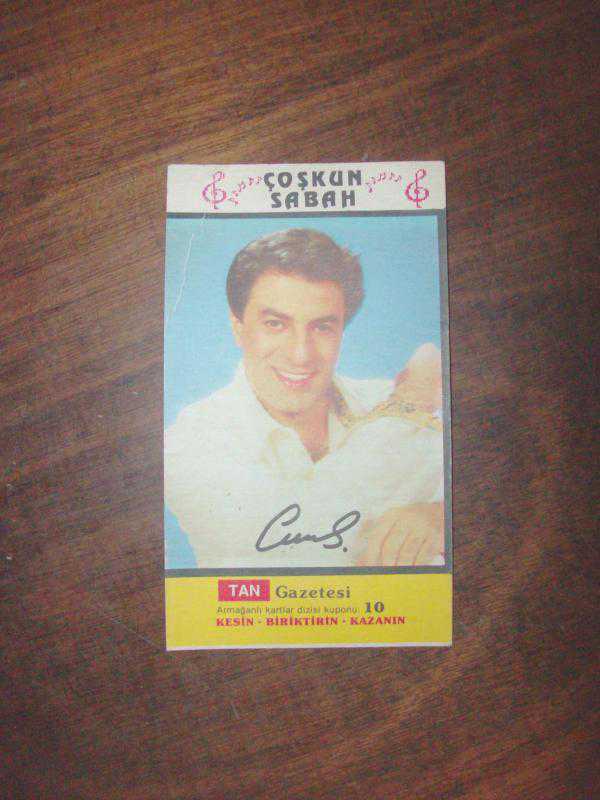 ÇOŞKUN
SABAH
TAN Gazetesi
Armağanlı kartlar dizisi kuponu: 10
KESİN - BİRİKTİRİN - KAZANIN